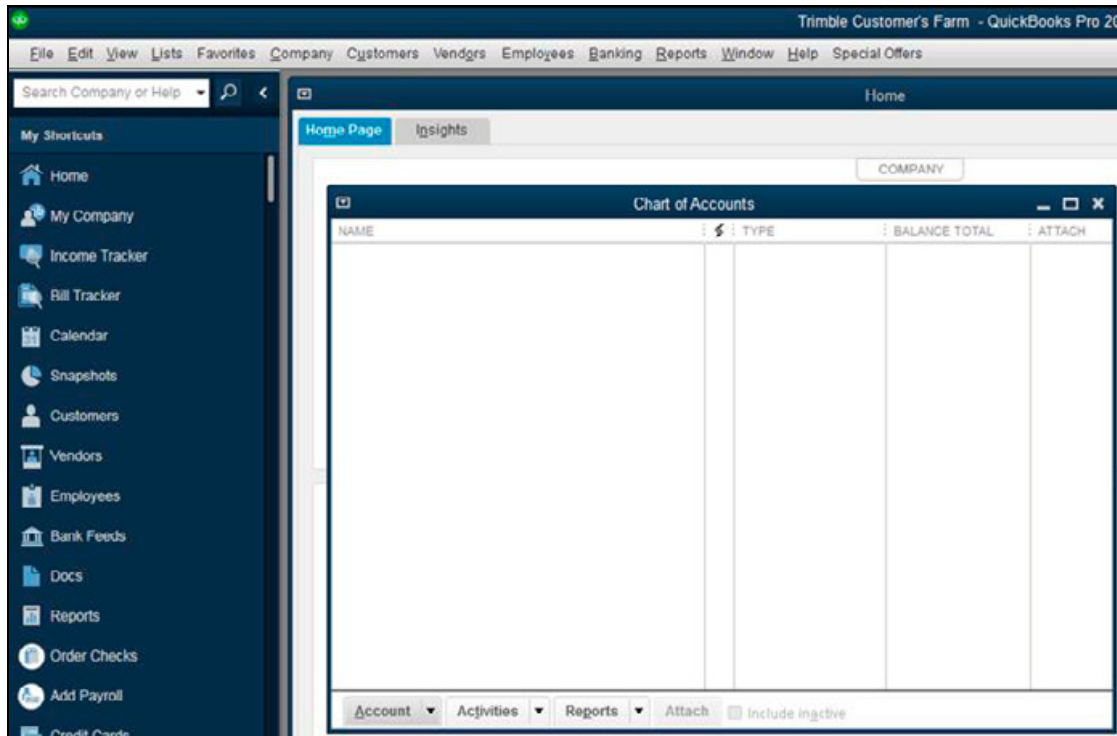 qb
Trimble Customer's Farm - QuickBooks Pro 20
File Edit View Lists Favorites Company Customers Vendors Employees Banking Reports Window Help Special Offers
Search Company or Help
Home
My Shortcuts
Home Page Insights
COMPANY
Home
My Company
Income Tracker
Bill Tracker
Calendar
Snapshots
Customers
Vendors
Employees
Bank Feeds
Docs
Reports
Order Checks
Add Payroll
Credit Cards
Chart of Accounts
NAME TYPE BALANCE TOTAL ATTACH
Account Activities Reports Attach Include inactive